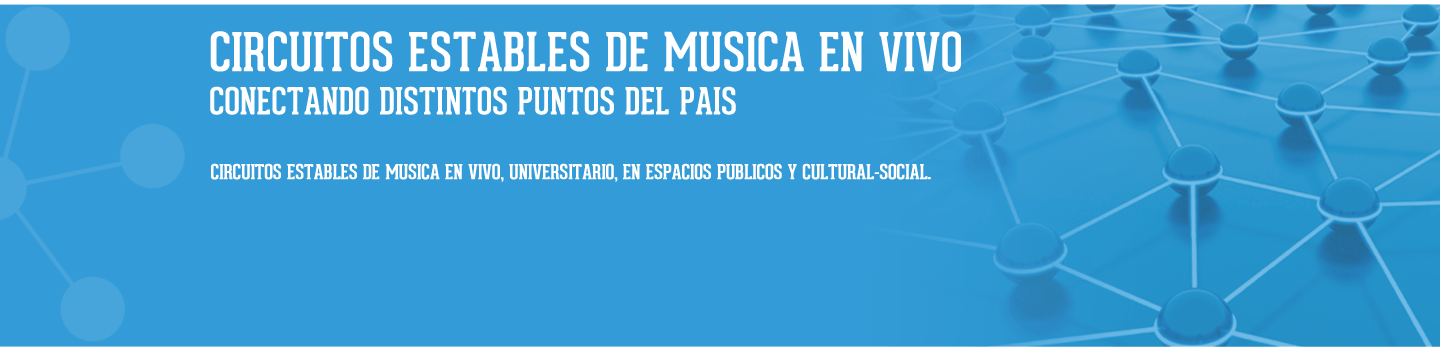 CIRCUITOS ESTABLES DE MUSICA EN VIVO
CONECTANDO DISTINTOS PUNTOS DEL PAIS
CIRCUITOS ESTABLES DE MUSICA EN VIVO, UNIVERSITARIO, EN ESPACIOS PUBLICOS Y CULTURAL-SOCIAL.